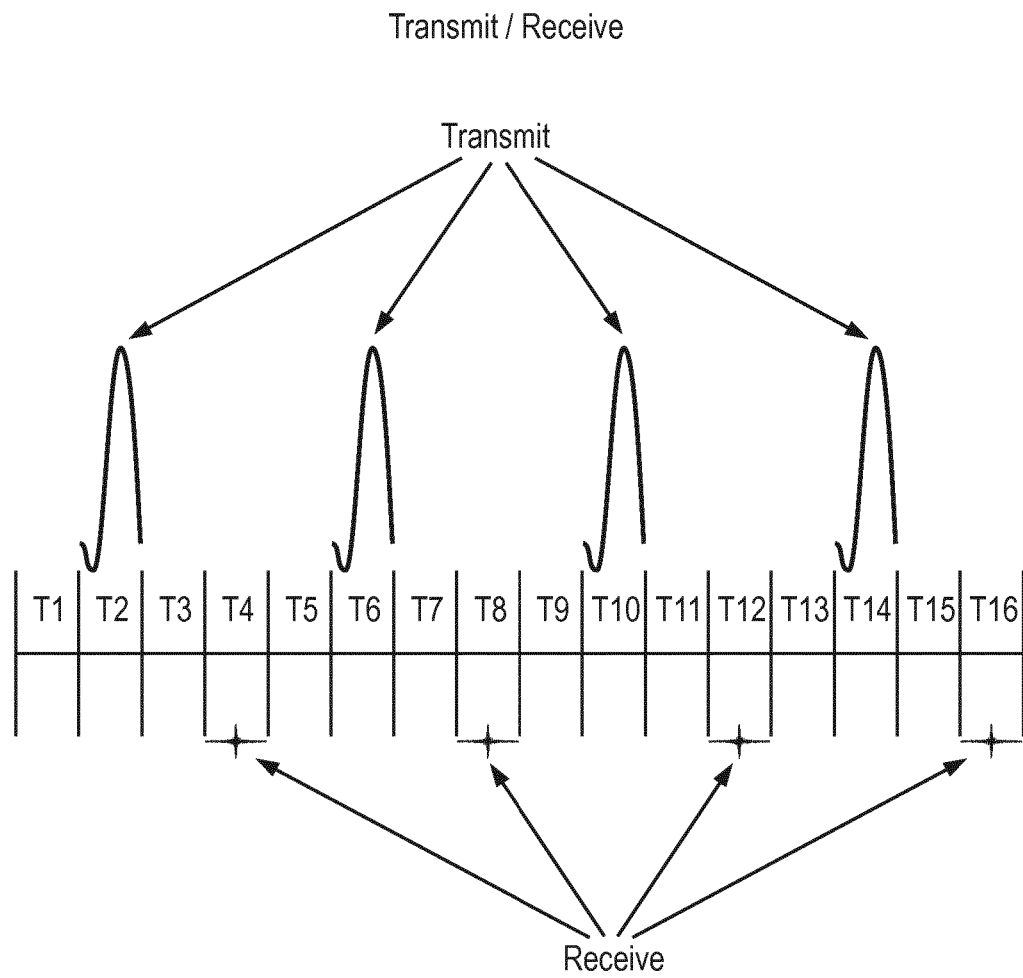 Transmit / Receive
Transmit
T1 T2 T3 T4 T5 T6 T7 T8 T9 T10 T11 T12 T13 T14 T15 T16
Receive